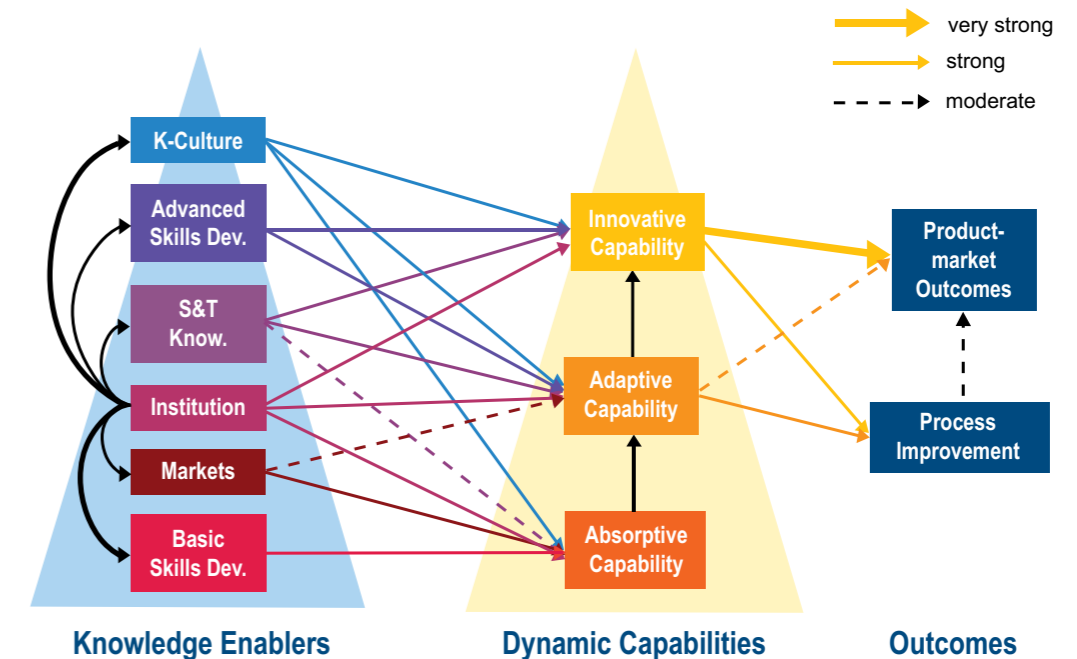 very strong
strong
moderate
K-Culture
Advanced
Skills Dev.
S&T
Know.
Institution
Markets
Basic
Skills Dev.
Innovative
Capability
Adaptive
Capability
Absorptive
Capability
Product-
market
Outcomes
Process
Improvement
Knowledge Enablers
Dynamic Capabilities
Outcomes